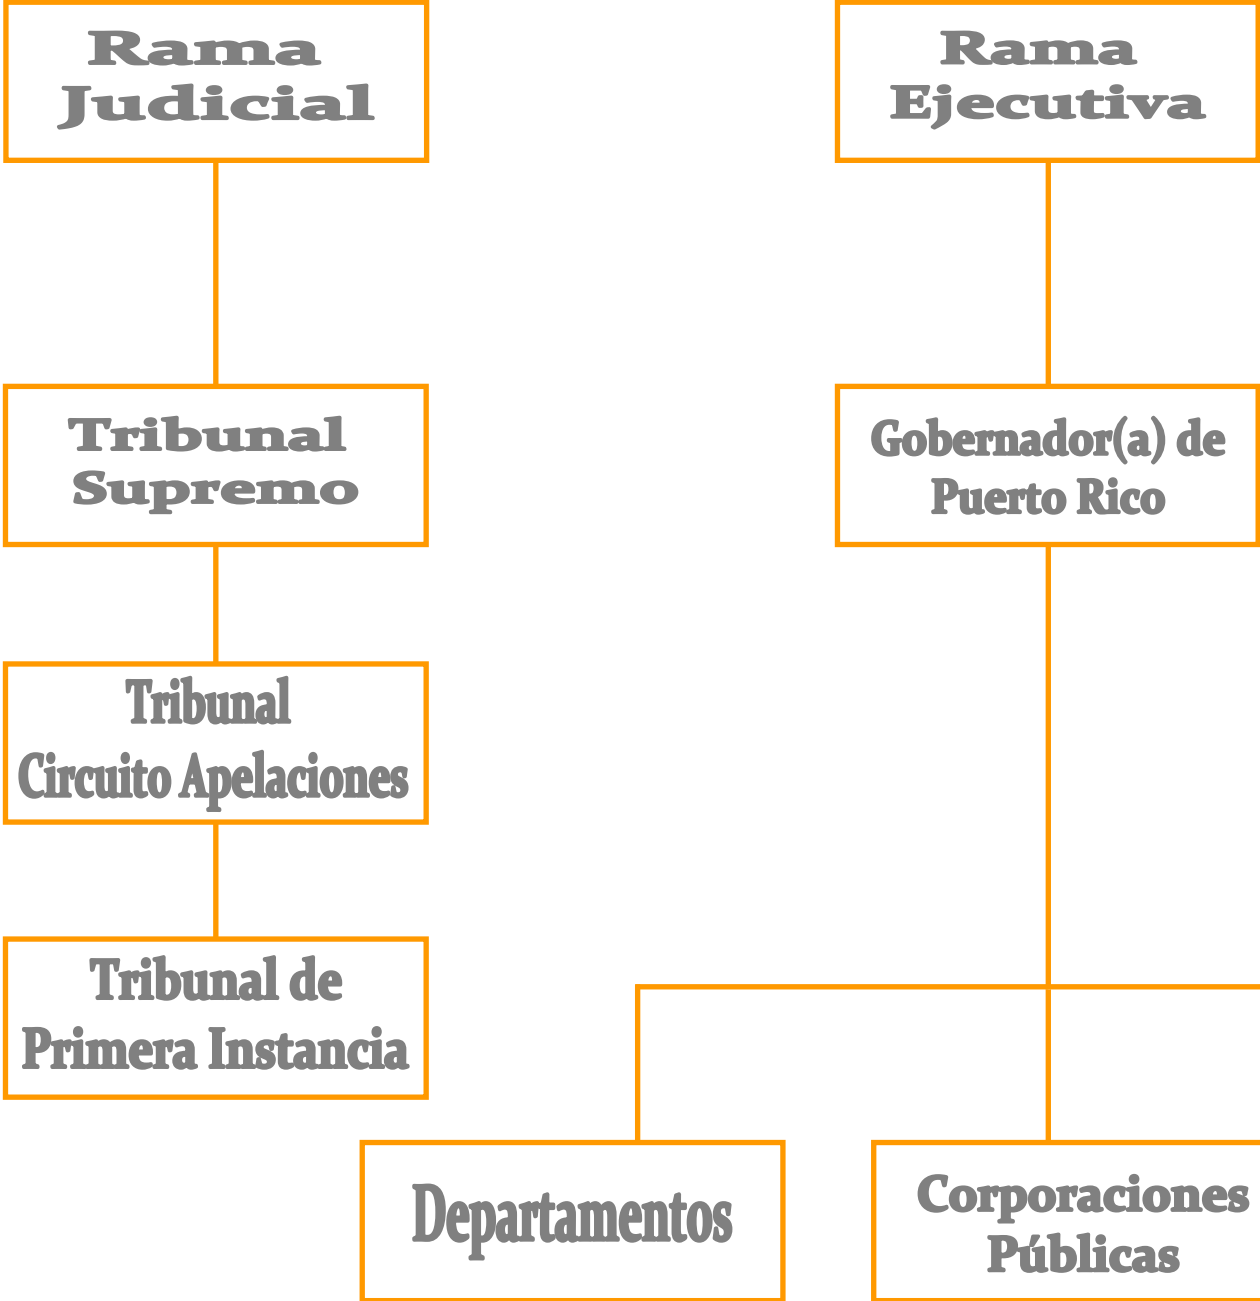 Rama
Judicial
Rama
Ejecutiva
Tribunal
Supremo
Gobernador(a) de
Puerto Rico
Tribunal
Circuito Apelaciones
Tribunal de
Primera Instancia
Departamentos
Corporaciones
Públicas